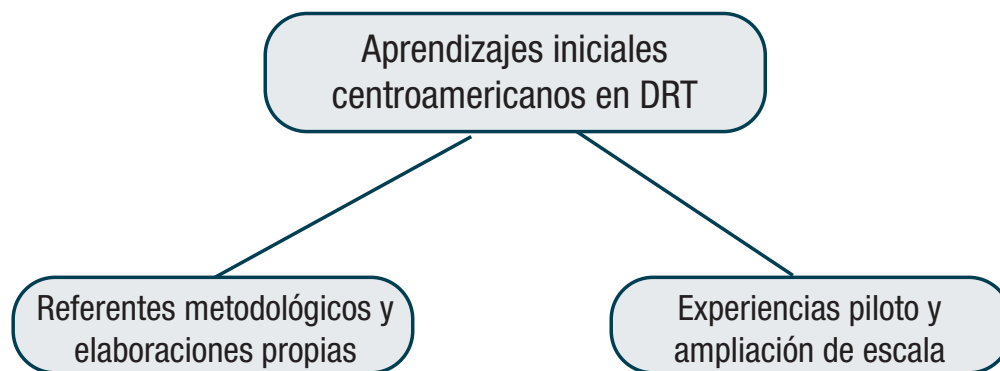 Aprendizajes iniciales
centroamericanos en DRT
Referentes metodológicos y
elaboraciones propias
Experiencias piloto y
ampliación de escala